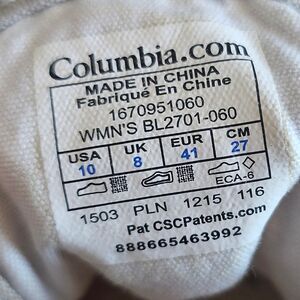 Columbia.com
MADE IN CHINA
Fabriqué En Chine
1670951060
WMN'S BL2701-060
USA UK EUR CM
10 8 41 27
ECA-6
1503 PLN 1215 116
Pat CSCPatents.com
888665463992